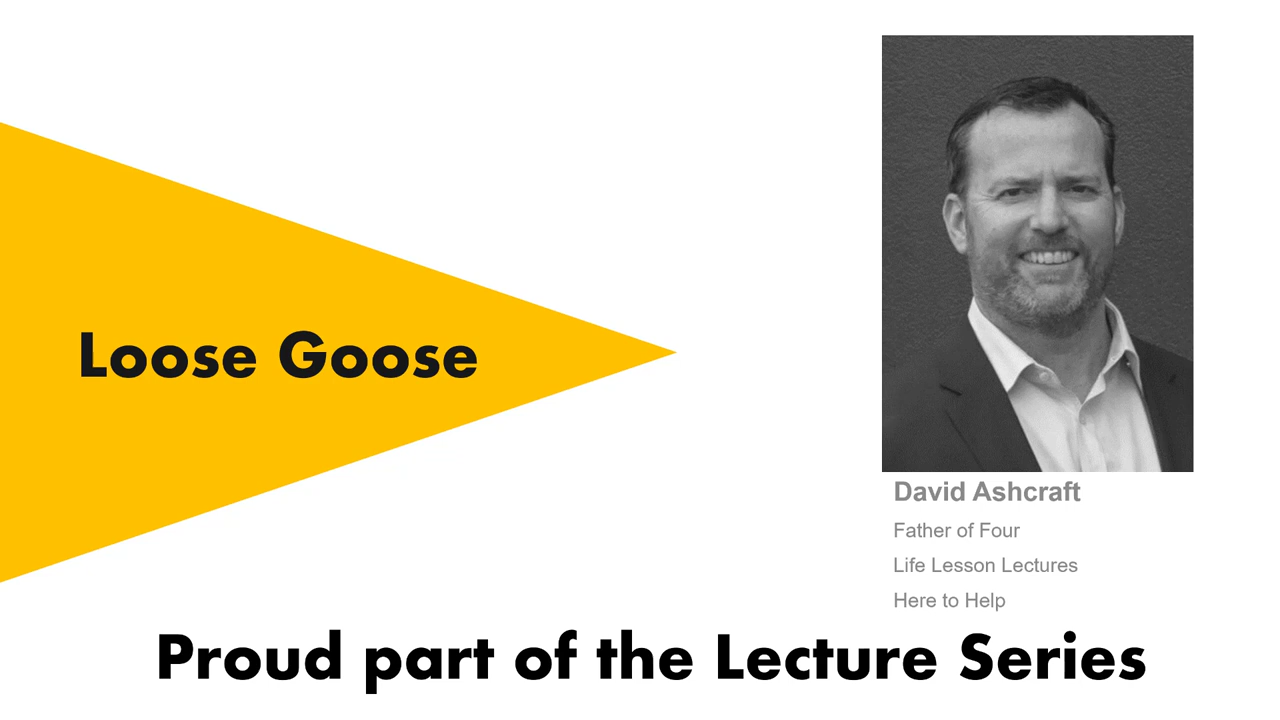 Loose Goose
David Ashcraft
Father of Four
Life Lesson Lectures
Here to Help
Proud part of the Lecture Series